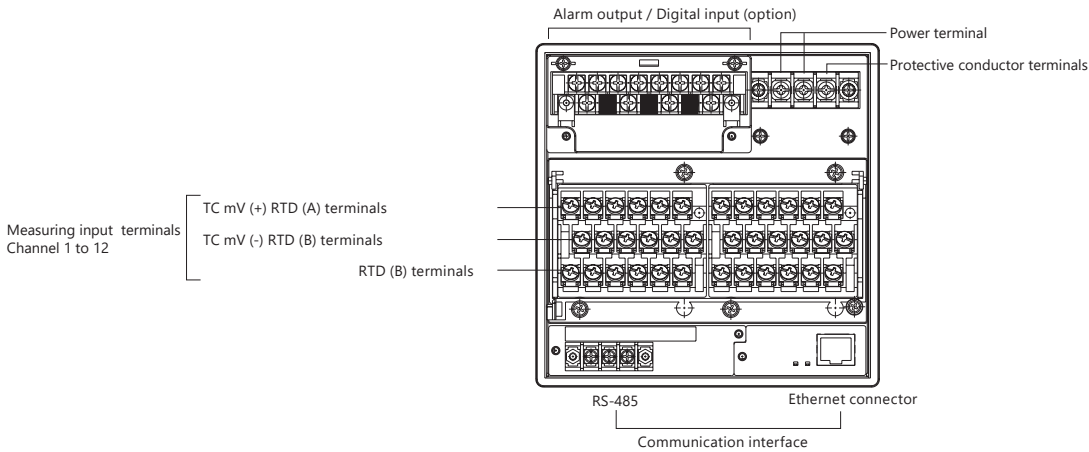 Alarm output / Digital input (option)
Power terminal
Protective conductor terminals
TC mV (+) RTD (A) terminals
Measuring input terminals
Channel 1 to 12
TC mV (-) RTD (B) terminals
RTD (B) terminals
RS-485
Ethernet connector
Communication interface